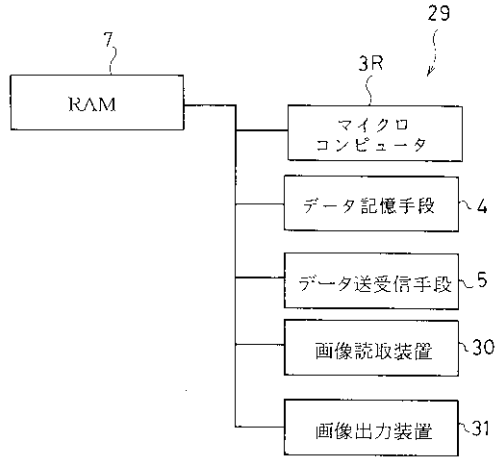 29
7
RAM
3R
マイクロ
コンピュータ
データ記憶手段
4
データ送受信手段
5
画像読取装置
30
画像出力装置
31